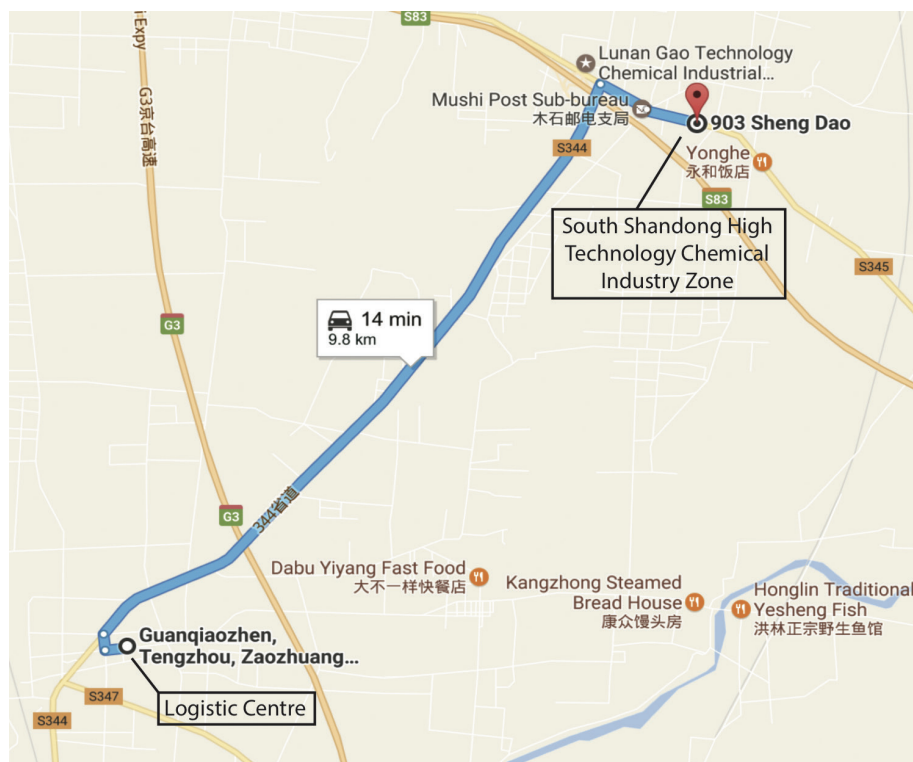 S83
i Expy
G3京台高速
Lunan Gao Technology
Chemical Industrial...
Mushi Post Sub-bureau
木石邮电支局
903 Sheng Dao
S344
Yonghe
永和饭店
S83
South Shandong High
Technology Chemical
Industry Zone
S345
G3
14 min
9.8 km
344省道
G3
Dabu Yiyang Fast Food
大不一样快餐店
Kangzhong Steamed
Bread House
康众馒头房
Honglin Traditional
Yesheng Fish
洪林正宗野生鱼馆
Guanqiaozhen,
Tengzhou, Zaozhuang...
Logistic Centre
S347
S344